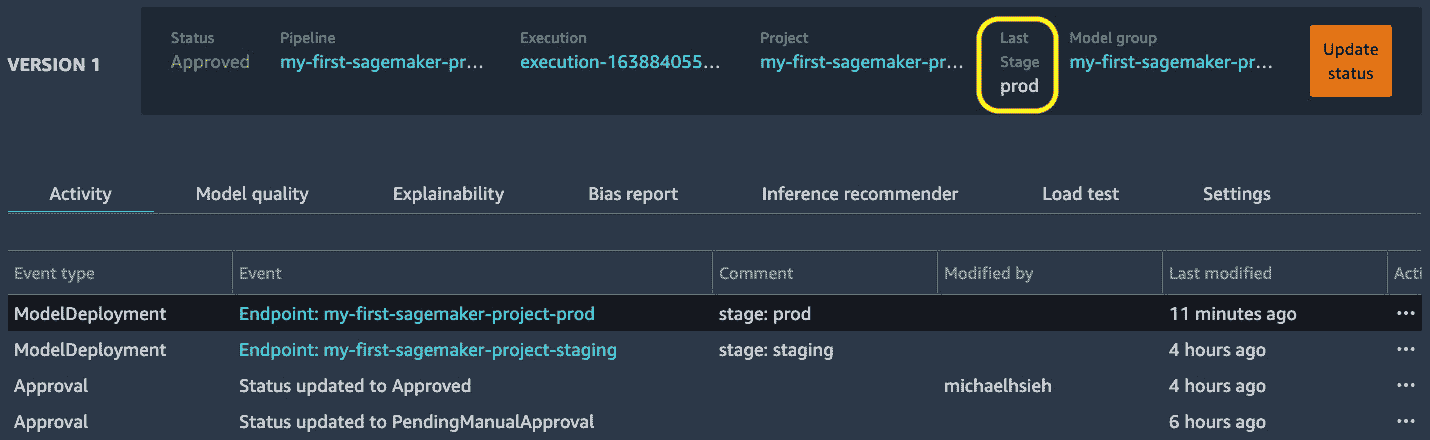 VERSION 1
Status
Approved
Pipeline
my-first-sagemaker-pr...
Execution
execution-163884055...
Project
my-first-sagemaker-pr...
Last
Stage
prod
Model group
my-first-sagemaker-pr...
Update
status
Activity Model quality Explainability Bias report Inference recommender Load test Settings
Event type Event Comment Modified by Last modified Acti
ModelDeployment Endpoint: my-first-sagemaker-project-prod stage: prod 11 minutes ago ...
ModelDeployment Endpoint: my-first-sagemaker-project-staging stage: staging 4 hours ago ...
Approval Status updated to Approved michaelhsieh 4 hours ago ...
Approval Status updated to PendingManualApproval 6 hours ago ...